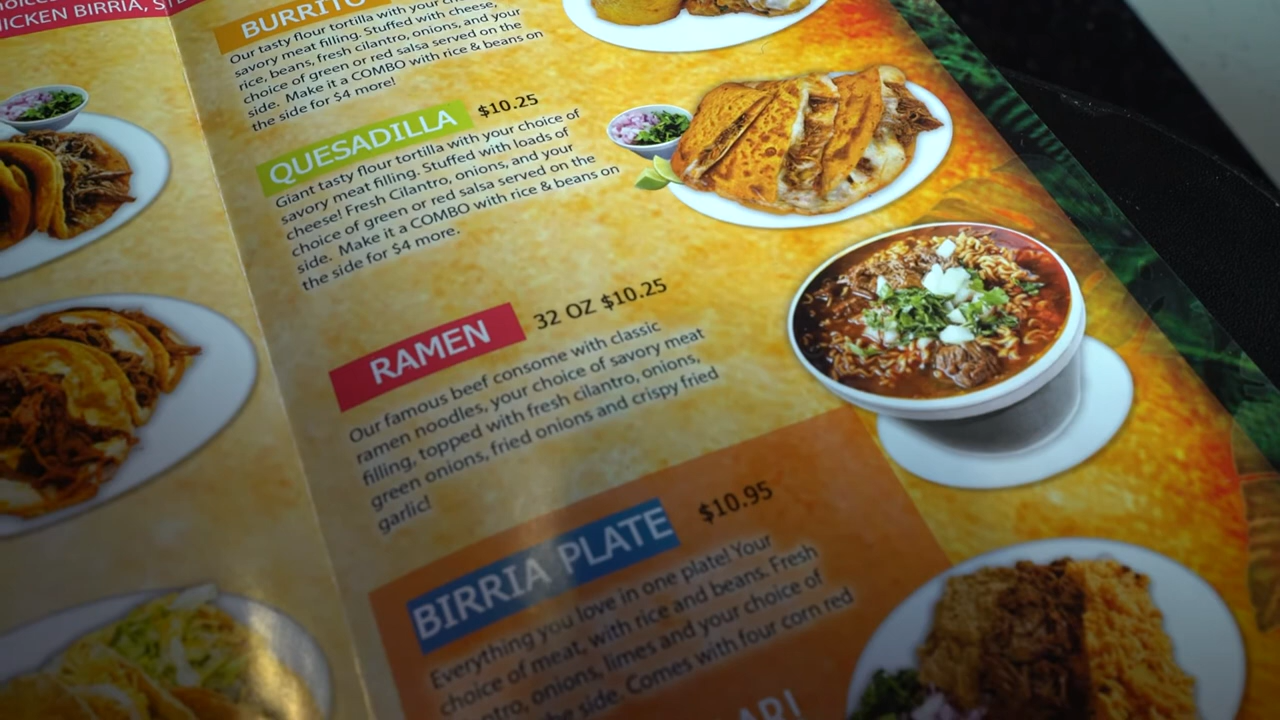 BIRRIA,
BURRITO
Our tasty flour tortilla with your
savory meat filling. Stuffed with cheese,
rice, beans, fresh cilantro, onions, and your
choice of green or red salsa served on the
side. Make it a COMBO with rice & beans on
the side for $4 more!
QUESADILLA $10.25
Giant tasty flour tortilla with your choice of
savory meat filling. Stuffed with loads of
cheese! Fresh Cilantro, onions, and your
choice of green or red salsa served on the
side. Make it a COMBO with rice & beans on
the side for $4 more.
RAMEN 32 OZ $10.25
Our famous beef consome with classic
ramen noodles, your choice of savory meat
filling, topped with fresh cilantro, onions,
green onions, fried onions and crispy fried
garlic!
BIRRIA PLATE $10.95
Everything you love in one plate! Your
choice of meat, with rice and beans. Fresh
onions, limes and your choice of
the side. Comes with four corn red